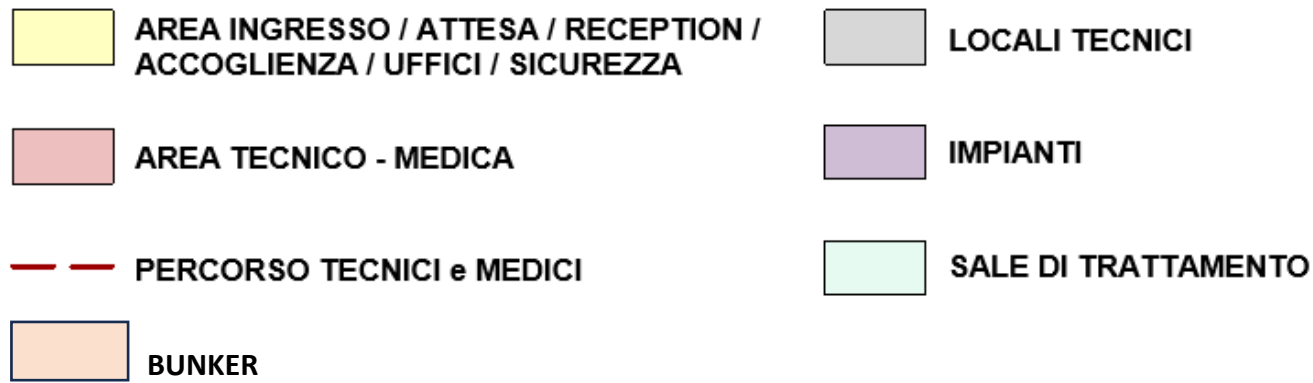 AREA INGRESSO / ATTESA / RECEPTION /
ACCOGLIENZA / UFFICI / SICUREZZA
AREA TECNICO - MEDICA
PERCORSO TECNICI e MEDICI
BUNKER
LOCALI TECNICI
IMPIANTI
SALE DI TRATTAMENTO